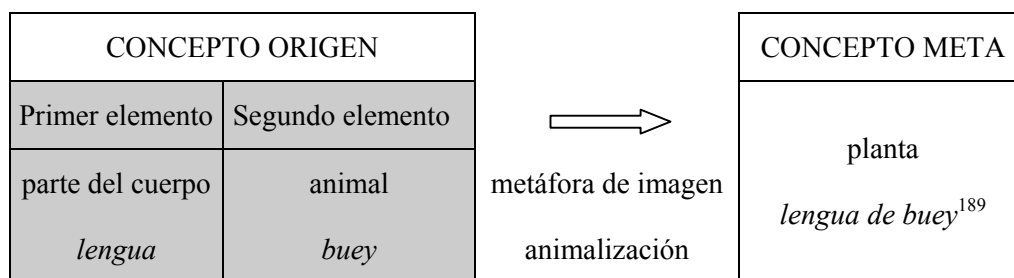 CONCEPTO ORIGEN
CONCEPTO META
Primer elemento Segundo elemento
parte del cuerpo animal
lengua buey
metáfora de imagen
animalización
planta
lengua de buey189